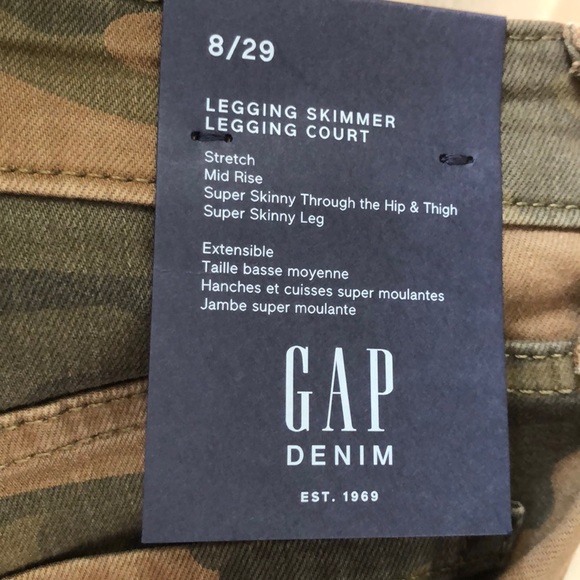 8/29
LEGGING SKIMMER
LEGGING COURT
Stretch
Mid Rise
Super Skinny Through the Hip & Thigh
Super Skinny Leg
Extensible
Taille basse moyenne
Hanches et cuisses super moulantes
Jambe super moulante
GAP
DENIM
EST. 1969